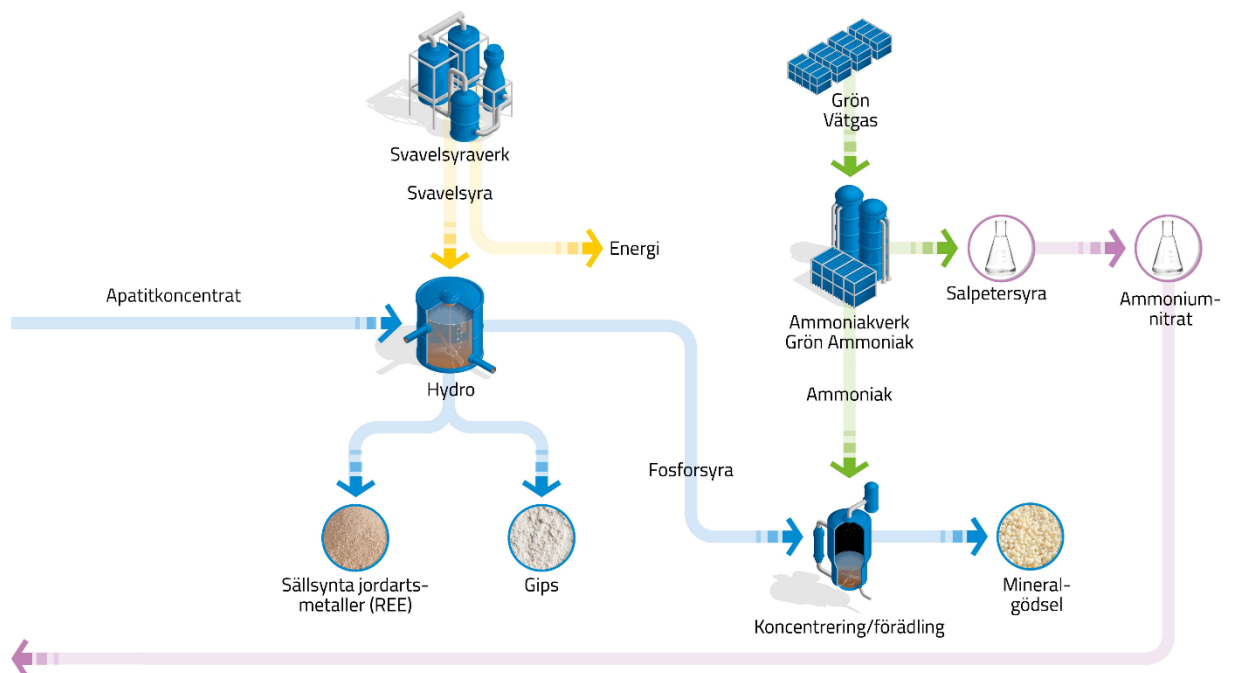 Svavelsyraverk
Svavelsyra
Energi
Grön
Vätgas
Ammoniakverk
Grön Ammoniak
Salpetersyra
Ammonium-
nitrat
Apatitkoncentrat
Hydro
Ammoniak
Fosforsyra
Sällsynta jordarts-
metaller (REE)
Gips
Koncentrering/förädling
Mineral-
gödsel